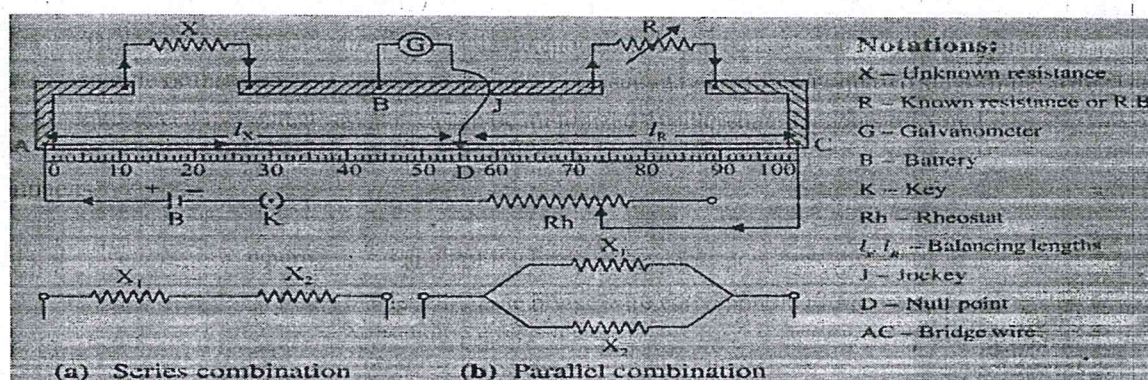 X
G
R
B
J
l_X
l_R
A
C
0 10 20 30 40 50 60 70 80 90 100
D
+ −
B
K
Rh
X₁
X₂
X₁
X₂
(a) Series combination
(b) Parallel combination
Notations:
X – Unknown resistance
R – Known resistance or R.B
G – Galvanometer
B – Battery
K – Key
Rh – Rheostat
– Balancing lengths
J – Jockey
D – Null point
AC – Bridge wire